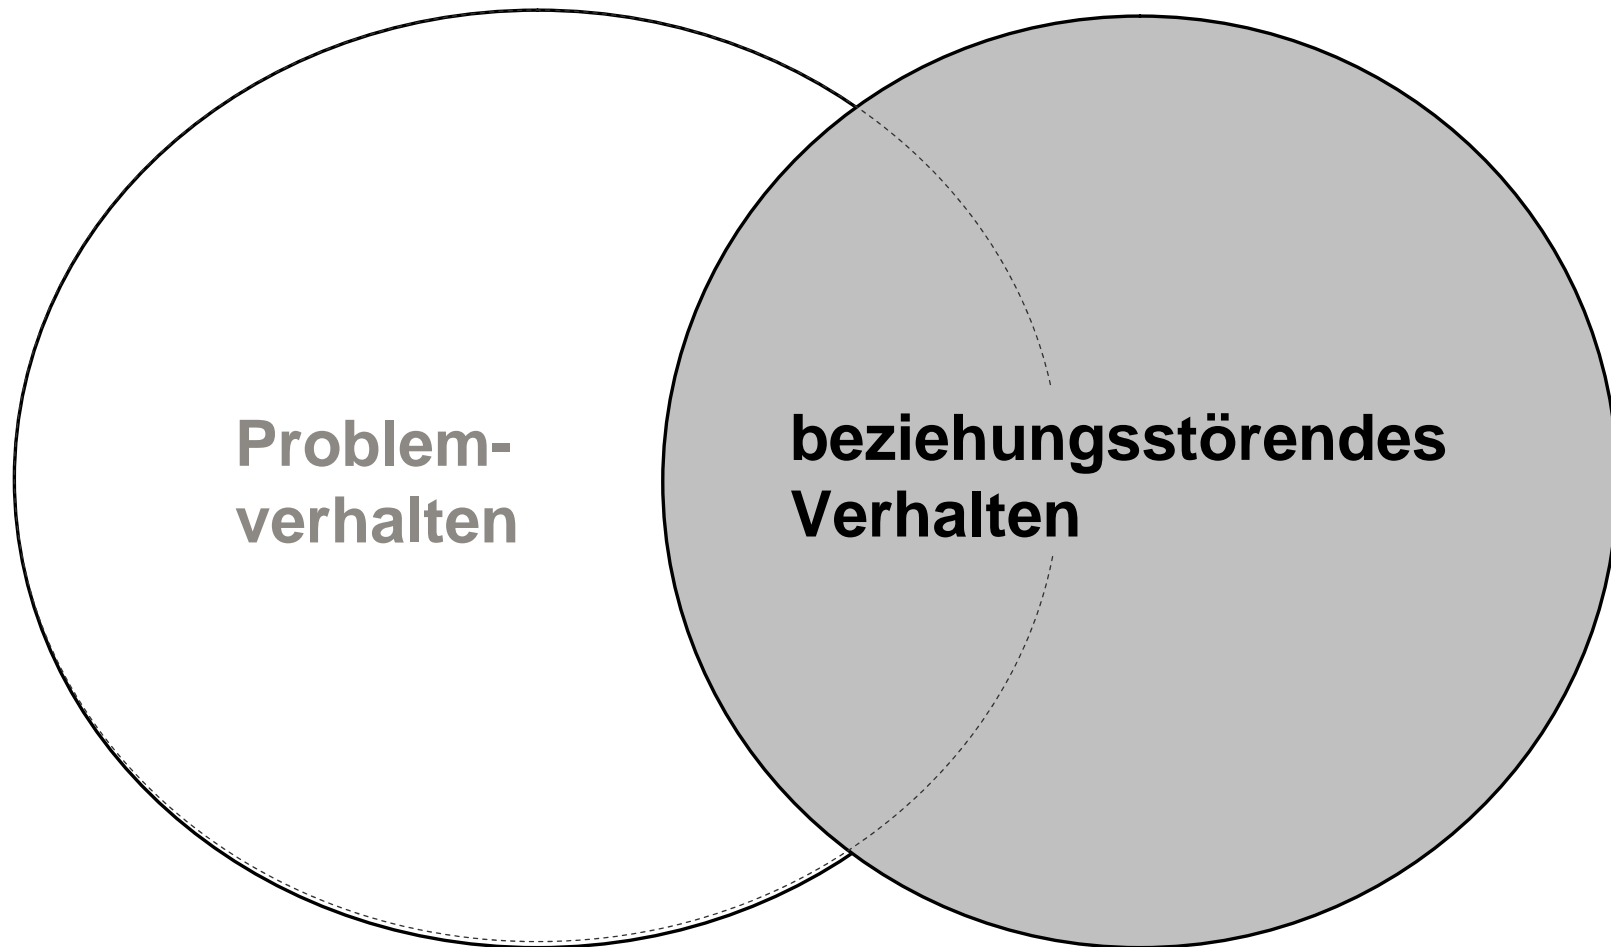 Problem-
verhalten
beziehungsstörendes
Verhalten